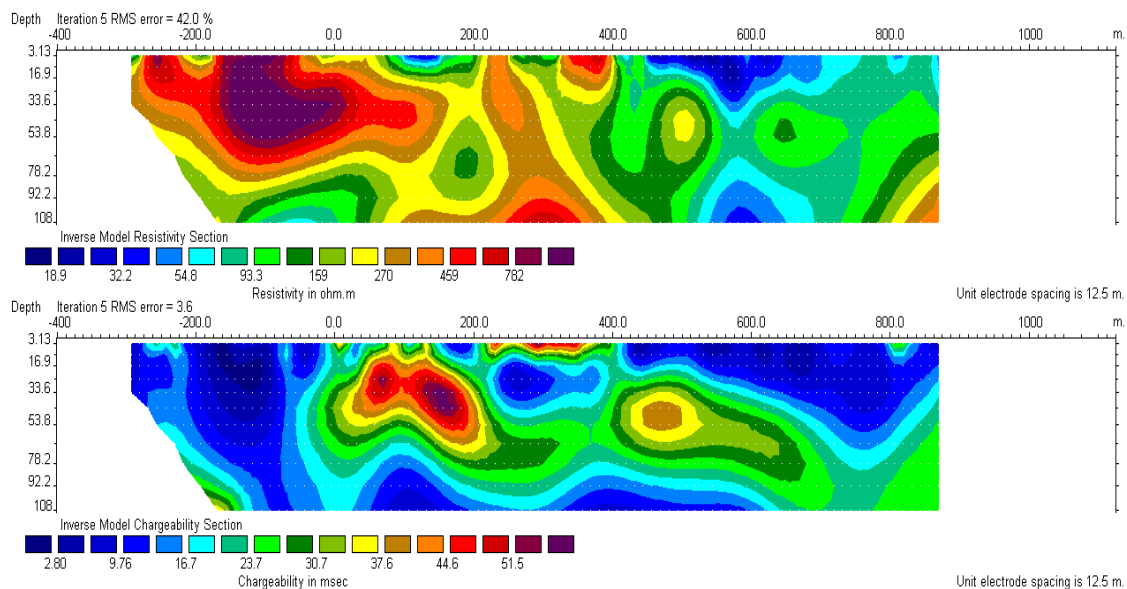 Depth Iteration 5 RMS error = 42.0 %
-400 -200.0 0.0 200.0 400.0 600.0 800.0 1000 m.
3.13
16.9
33.6
53.8
78.2
92.2
108.
Inverse Model Resistivity Section
18.9 32.2 54.8 93.3 159 270 459 782
Resistivity in ohm.m Unit electrode spacing is 12.5 m.
Depth Iteration 5 RMS error = 3.6
-400 -200.0 0.0 200.0 400.0 600.0 800.0 1000 m.
3.13
16.9
33.6
53.8
78.2
92.2
108.
Inverse Model Chargeability Section
2.80 9.76 16.7 23.7 30.7 37.6 44.6 51.5
Chargeability in msec Unit electrode spacing is 12.5 m.